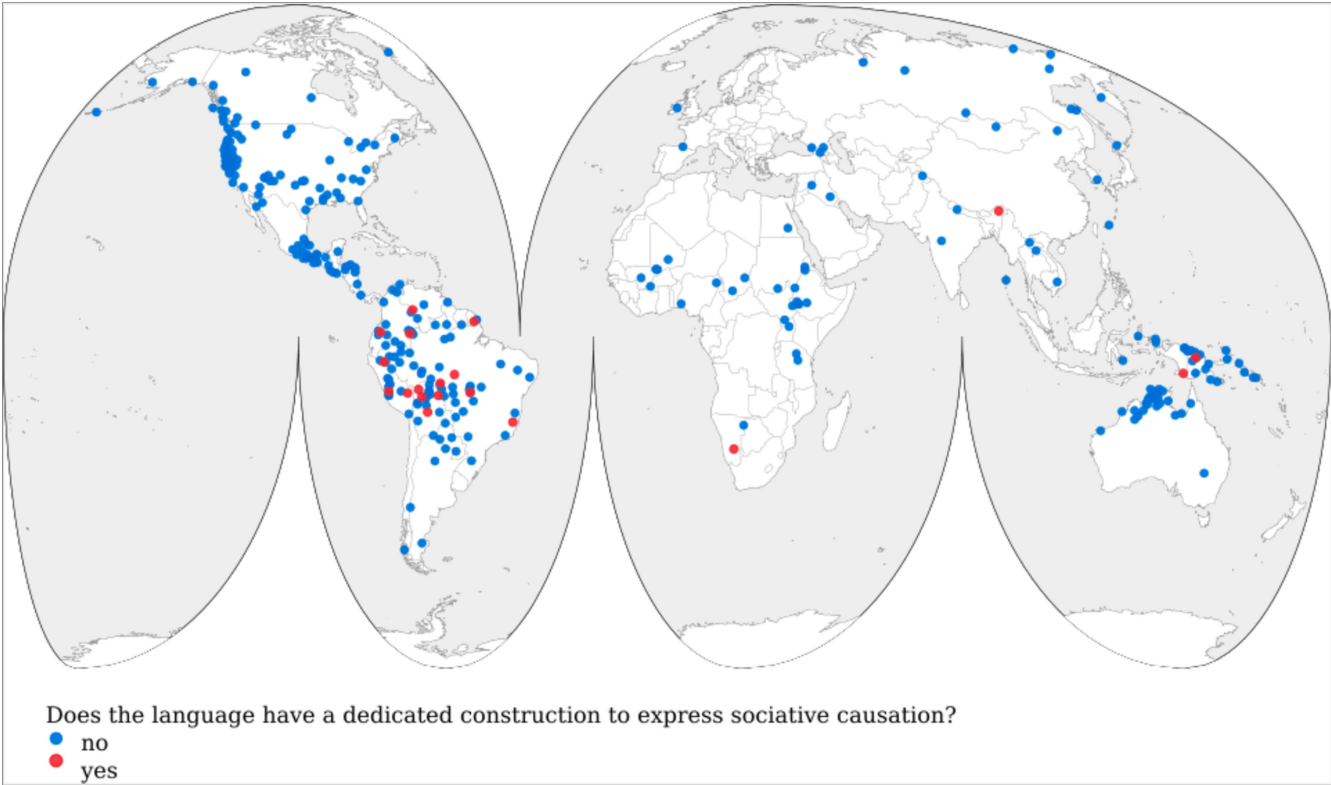 Does the language have a dedicated construction to express sociative causation?
no
yes